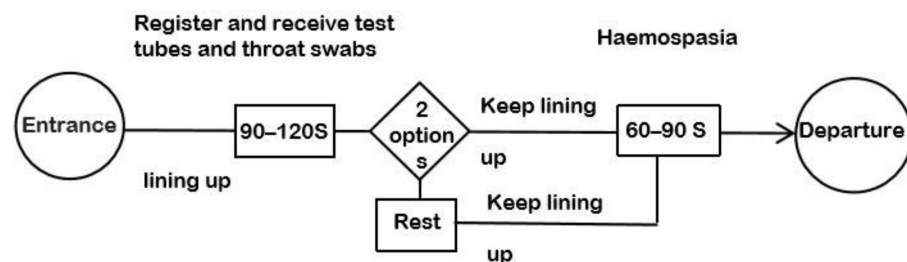 Register and receive test
tubes and throat swabs
Haemospasia
Entrance
lining up
90–120S
2
option
s
Keep lining
up
Rest
Keep lining
up
60–90 S
Departure